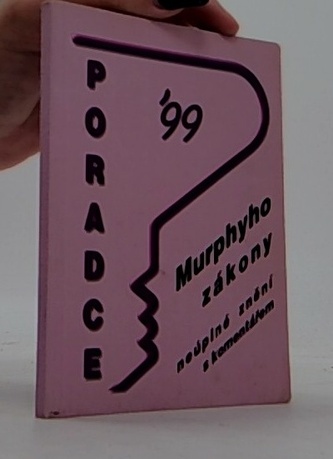 PORADCE
'99
Murphyho
zákony
neúplné znění
s komentářem